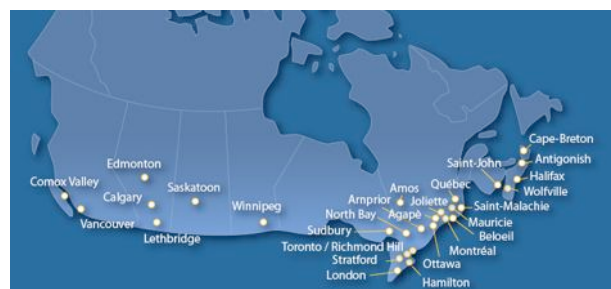 Cape-Breton
Saint-John
Antigonish
Edmonton
Halifax
Comox Valley
Saskatoon
Amos
Québec
Wolfville
Calgary
Arnprior
Joliette
Saint-Malachie
Winnipeg
North Bay
Agapè
Mauricie
Vancouver
Sudbury
Beloeil
Lethbridge
Toronto / Richmond Hill
Montréal
Stratford
Ottawa
London
Hamilton